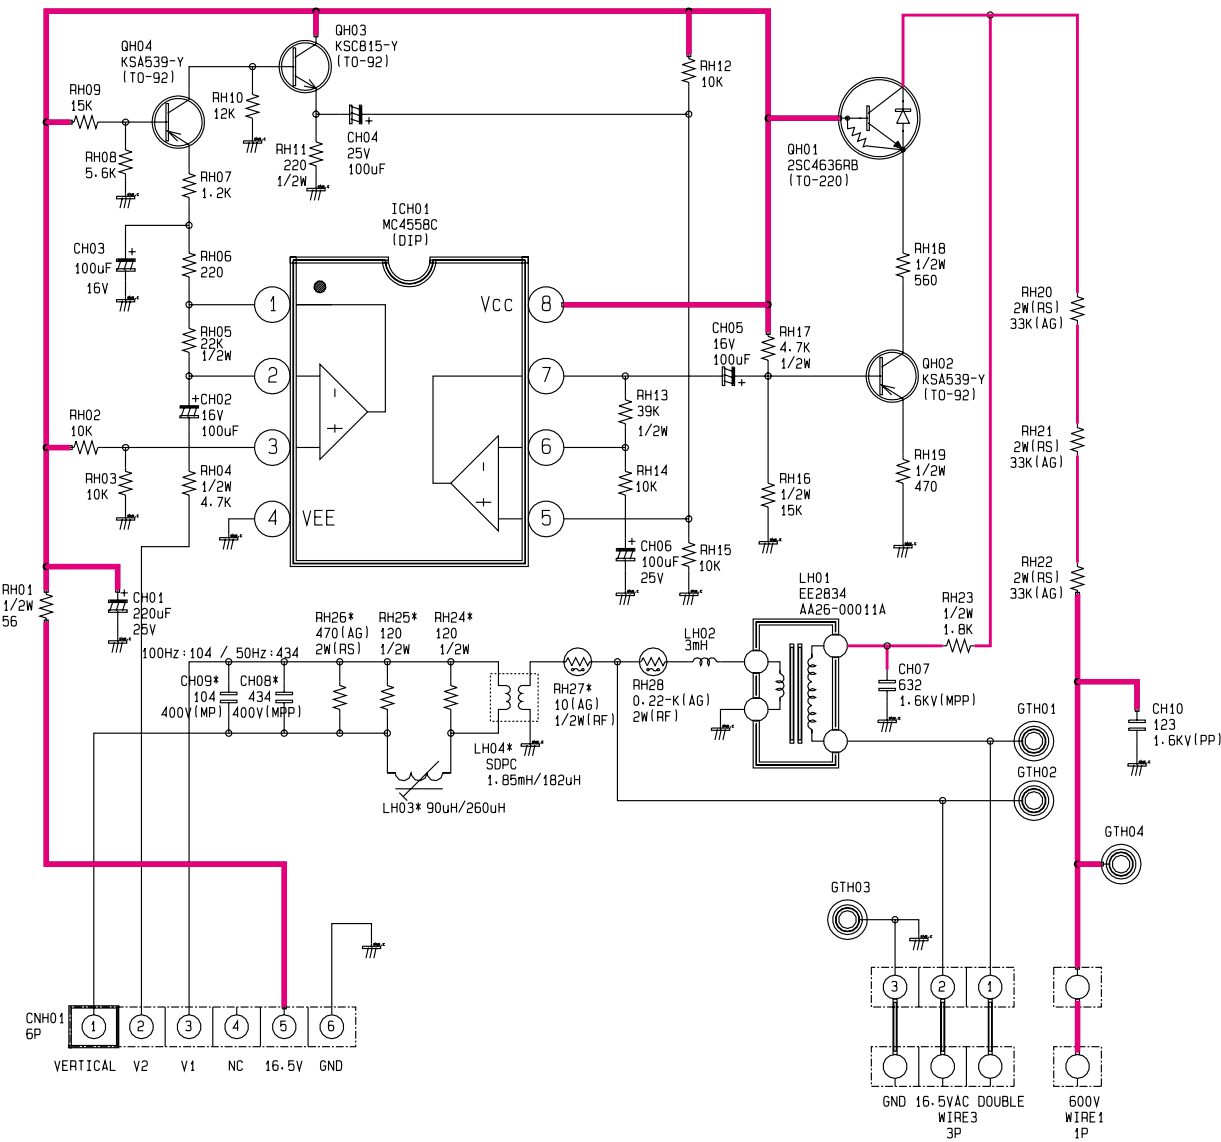 QH04
KSA539-Y
(TO-92)
QH03
KSC815-Y
(TO-92)
RH12
10K
RH09
15K
RH10
12K
CH04
25V
100uF
RH11
220
1/2W
RH08
5.6K
RH07
1.2K
QH01
2SC4636RB
(TO-220)
ICH01
MC4558C
(DIP)
CH03
100uF
16V
+
RH06
220
RH18
1/2W
560
RH20
2W(RS)
33K(AG)
1
Vcc
8
RH05
22K
1/2W
CH05
16V
100uF
+
RH17
4.7K
1/2W
QH02
KSA539-Y
(TO-92)
2
7
+
CH02
16V
100uF
RH13
39K
1/2W
RH02
10K
3
6
RH21
2W(RS)
33K(AG)
RH03
10K
RH04
1/2W
4.7K
RH14
10K
RH16
1/2W
15K
RH19
1/2W
470
4
VEE
5
+
CH06
100uF
25V
RH15
10K
RH22
2W(RS)
33K(AG)
RH01
1/2W
56
+
CH01
220uF
25V
LH01
EE2834
AA26-00011A
RH23
1/2W
1.8K
RH26*
470(AG)
2W(RS)
RH25*
120
1/2W
RH24*
120
1/2W
LH02
3mH
100Hz:104 / 50Hz:434
CH09*
104
400V(MP)
CH08*
434
400V(MPP)
RH27*
10(AG)
1/2W(RF)
RH28
0.22-K(AG)
2W(RF)
CH07
632
1.6KV(MPP)
GTH01
CH10
123
1.6KV(PP)
LH04*
SDPC
1.85mH/182uH
GTH02
LH03* 90uH/260uH
GTH04
GTH03
3
2
1
CNH01
6P
1
2
3
4
5
6
VERTICAL
V2
V1
NC
16.5V
GND
GND
16.5VAC
DOUBLE
WIRE3
3P
600V
WIRE1
1P